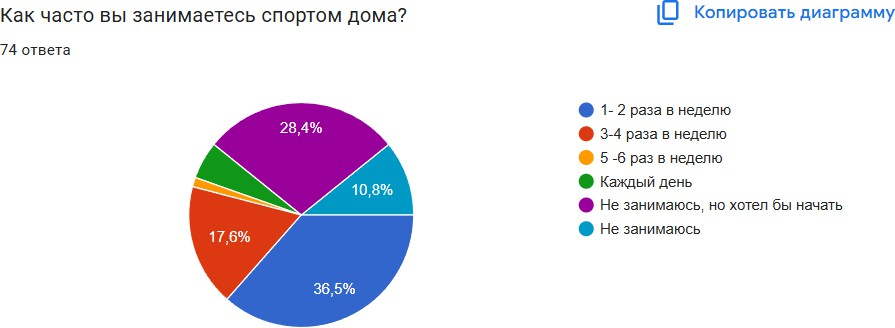 Как часто вы занимаетесь спортом дома?
Копировать диаграмму
74 ответа
28,4%
10,8%
17,6%
36,5%
1- 2 раза в неделю
3-4 раза в неделю
5 -6 раз в неделю
Каждый день
Не занимаюсь, но хотел бы начать
Не занимаюсь